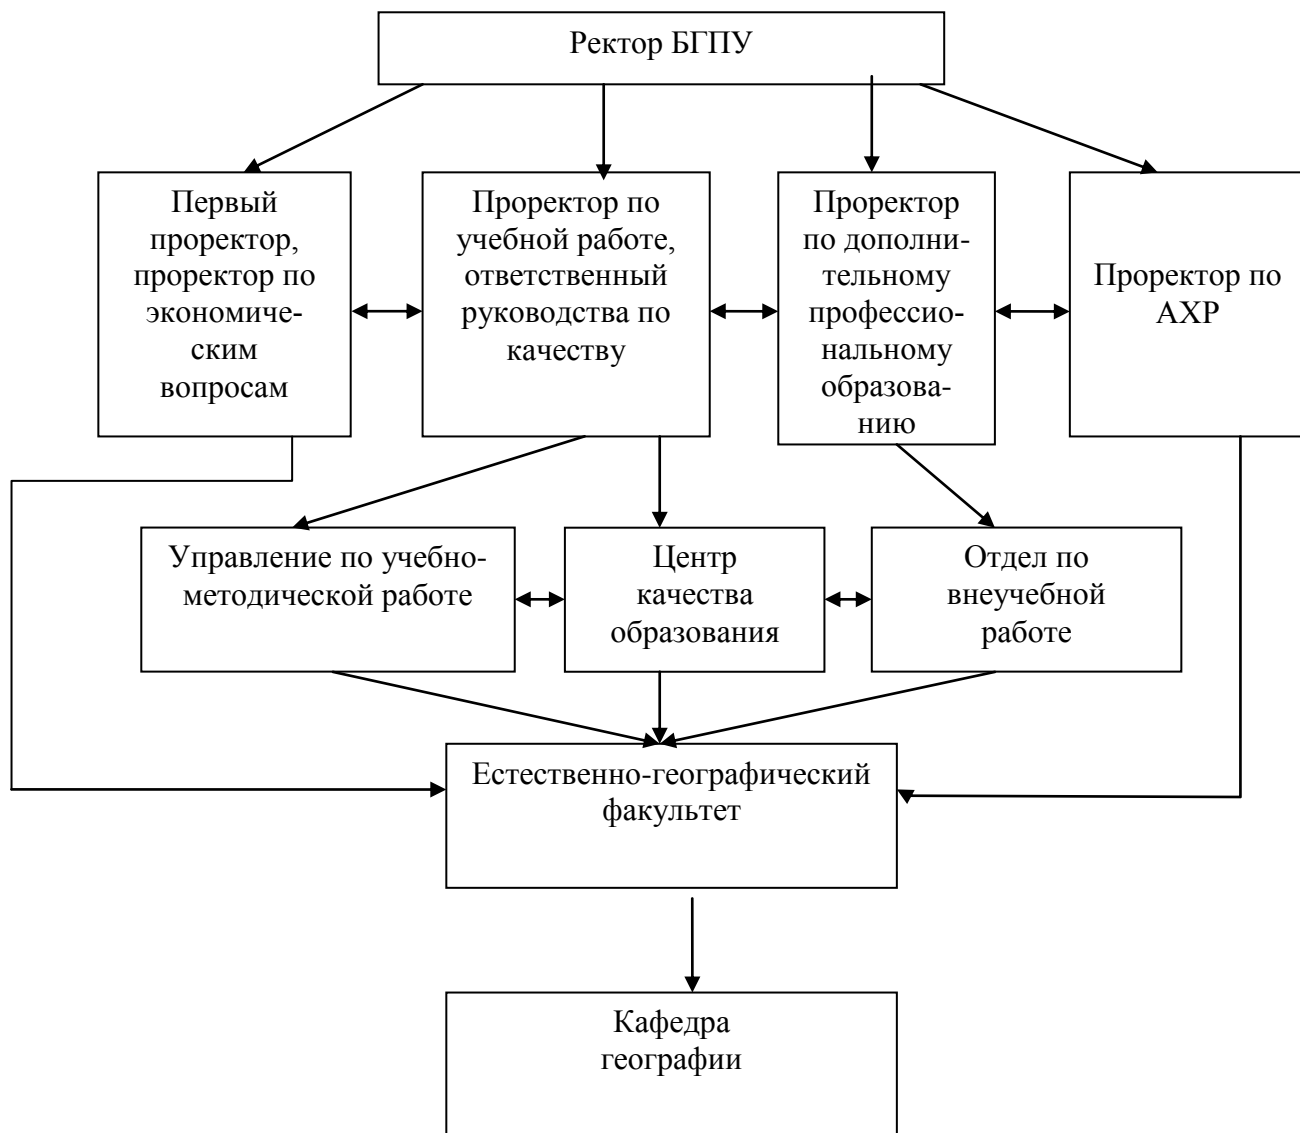 Ректор БГПУ
Первый
проректор,
проректор по
экономиче-
ским
вопросам
Проректор по
учебной работе,
ответственный
руководства по
качеству
Проректор
по дополни-
тельному
профессио-
нальному
образова-
нию
Проректор по
АХР
Управление по учебно-
методической работе
Центр
качества
образования
Отдел по
внеучебной
работе
Естественно-географический
факультет
Кафедра
географии